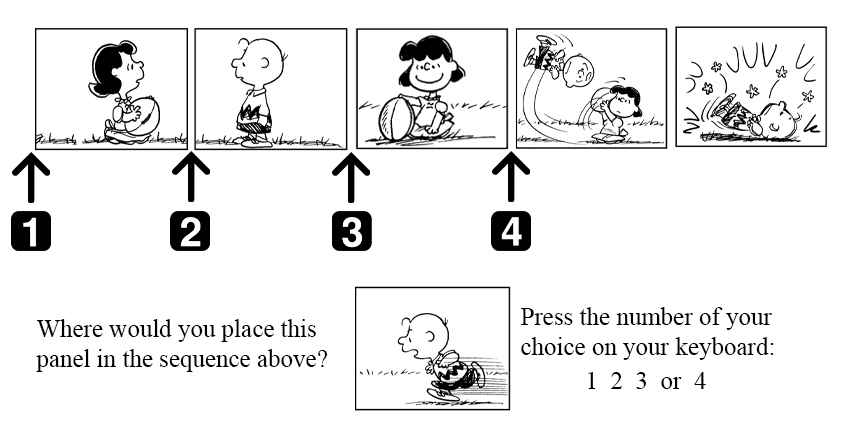 1 2 3 4
Where would you place this
panel in the sequence above?
Press the number of your
choice on your keyboard:
1 2 3 or 4